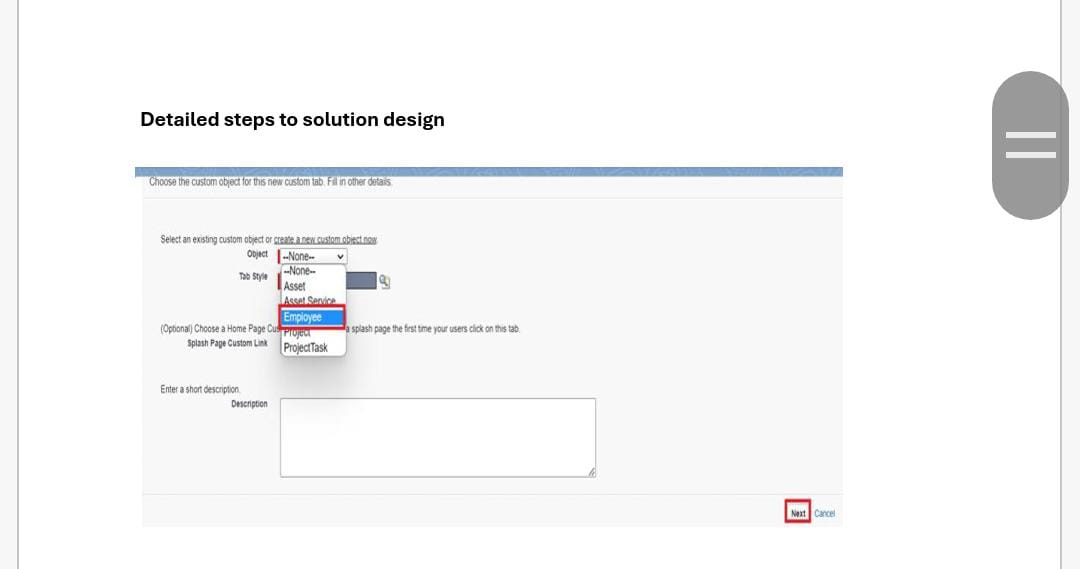 Detailed steps to solution design
Choose the custom object for this new custom tab. Fill in other details.
Select an existing custom object or create a new custom object now.
Object --None--
--None--
Tab Style
Asset
Asset Service
Employee
(Optional) Choose a Home Page Cus a splash page the first time your users click on this tab.
Project
Splash Page Custom Link
ProjectTask
Enter a short description.
Description
Next Cancel